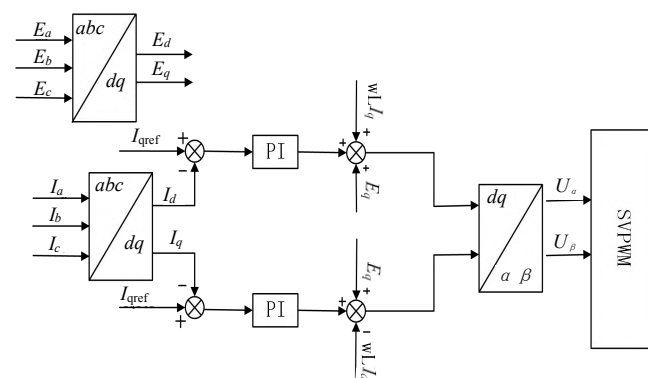 Ea
abc
Ed
Eb
Eq
dq
Ec
wLIq
Iqref
+
−
PI
+
+
+
Eq
Ia
abc
Id
Ib
dq
Iq
Ic
dq
Uα
Uβ
α β
SVPWM
Eq
Iqref
−
+
PI
+
+
−
wLId